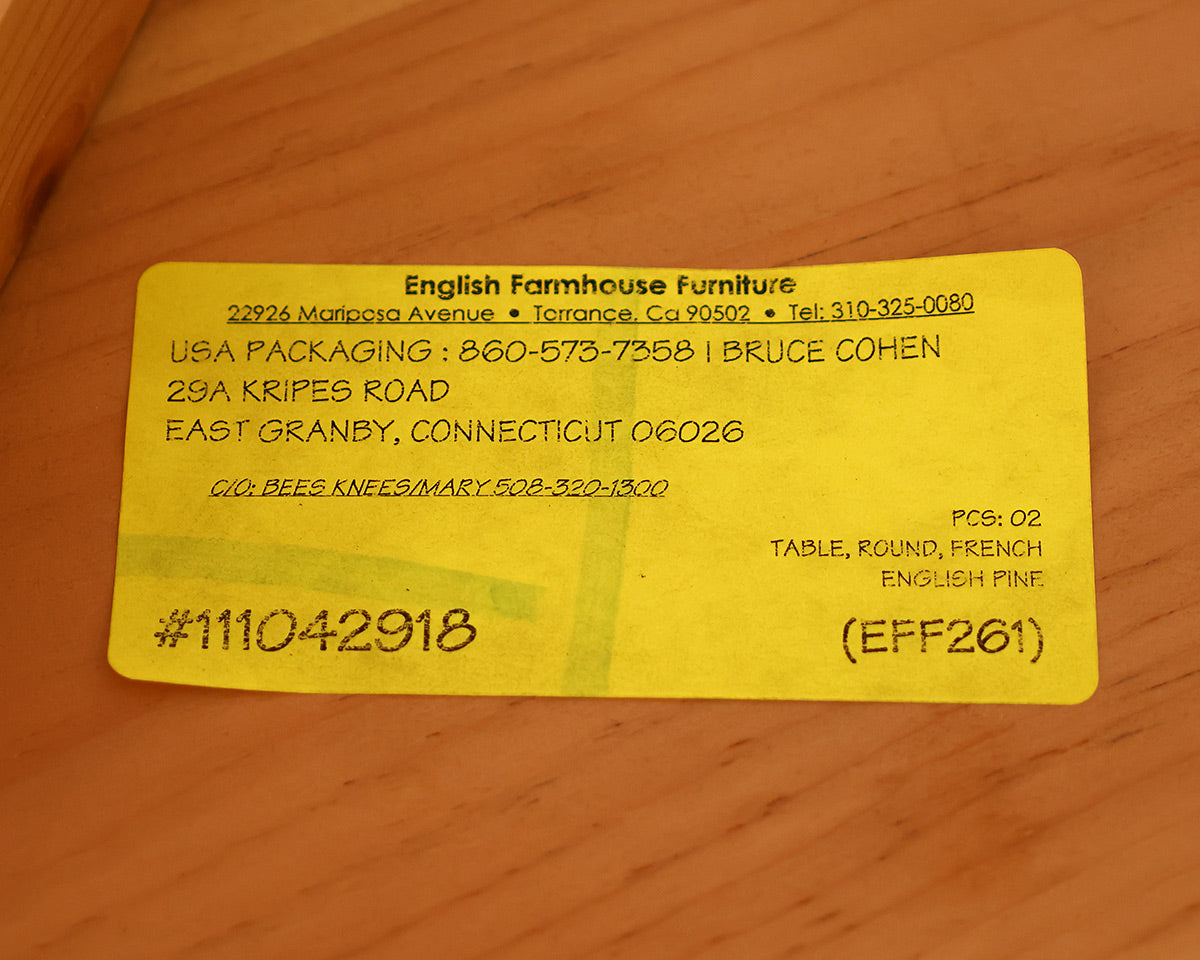 English Farmhouse Furniture
22926 Mariposa Avenue • Torrance, Ca 90502 • Tel: 310-325-0080
USA PACKAGING : 860-573-7358 | BRUCE COHEN
29A KRIPES ROAD
EAST GRANBY, CONNECTICUT 06026
C/O: BEES KNEES/MARY 508-320-1300
PCS: 02
TABLE, ROUND, FRENCH
ENGLISH PINE
#111042918
(EFF261)